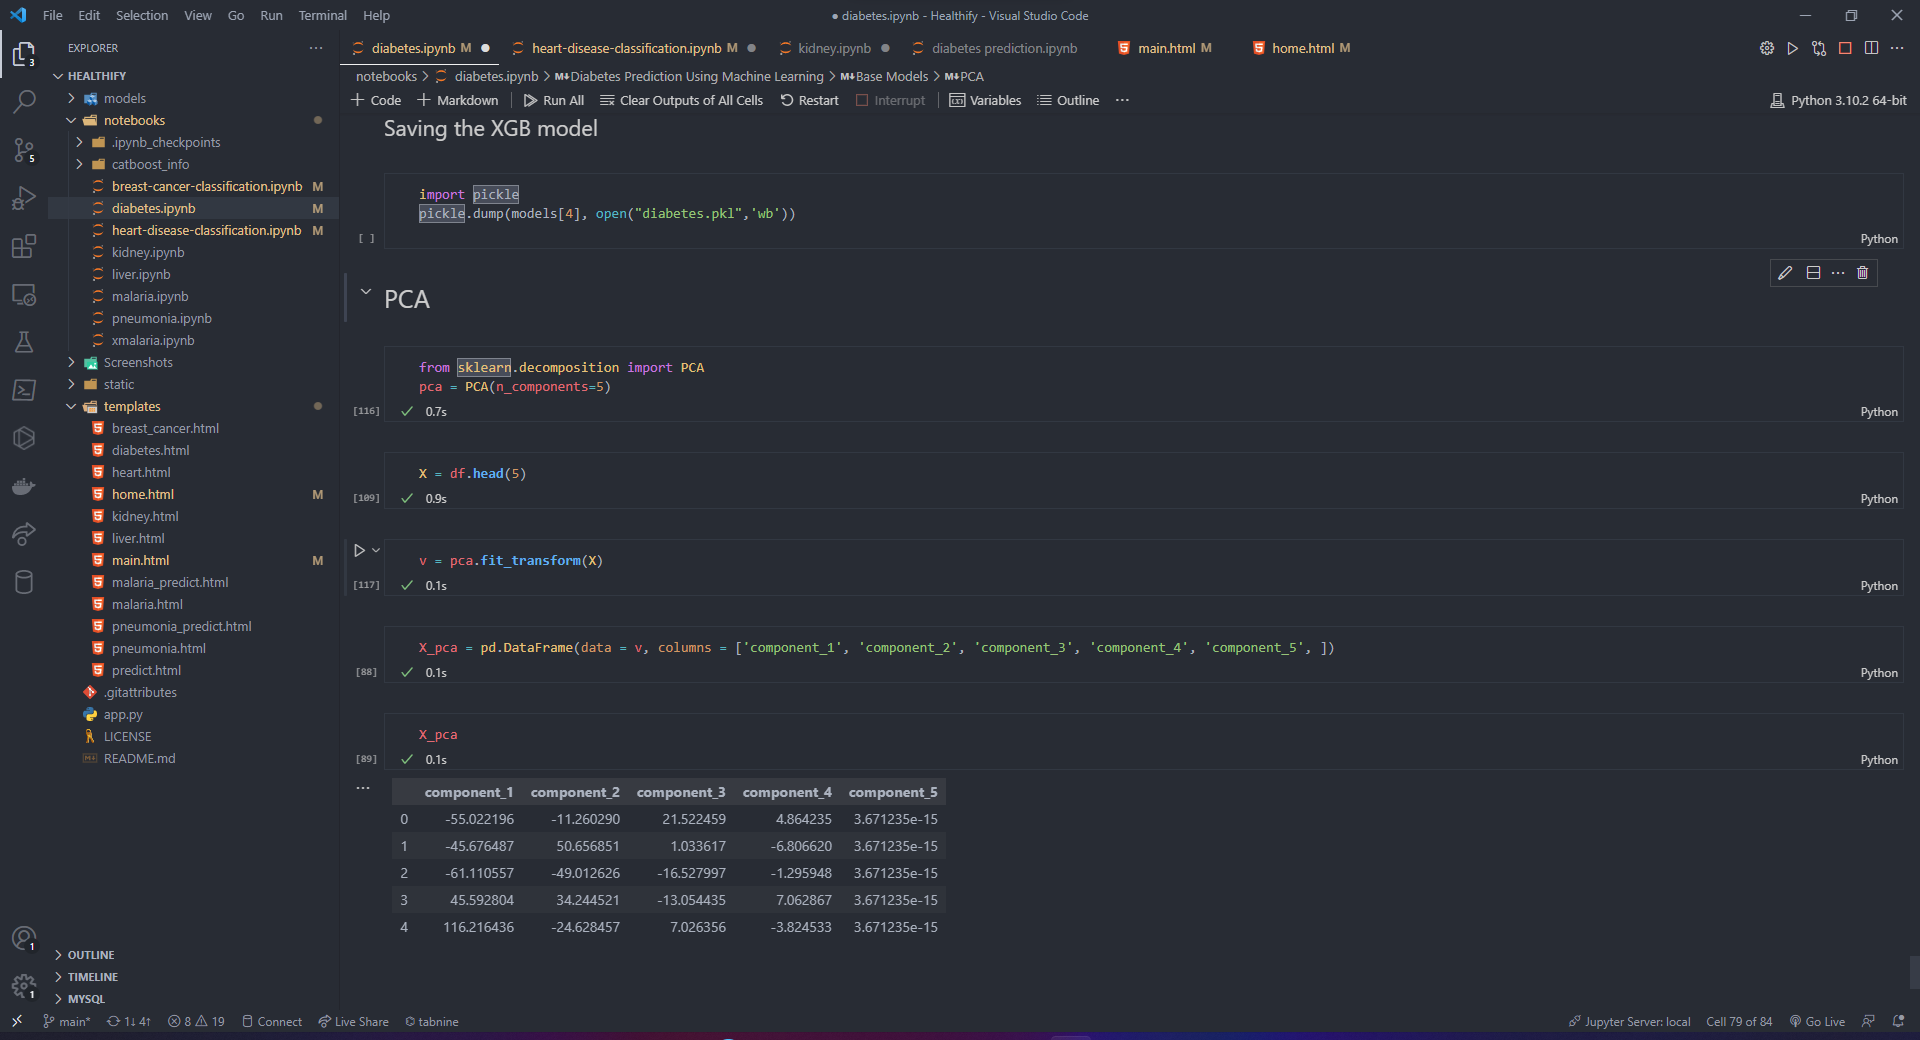 File Edit Selection View Go Run Terminal Help
● diabetes.ipynb - Healthify - Visual Studio Code
EXPLORER
diabetes.ipynb M
heart-disease-classification.ipynb M
kidney.ipynb
diabetes prediction.ipynb
main.html M
home.html M
HEALTHIFY
models
notebooks
.ipynb_checkpoints
catboost_info
breast-cancer-classification.ipynb M
diabetes.ipynb M
heart-disease-classification.ipynb M
kidney.ipynb
liver.ipynb
malaria.ipynb
pneumonia.ipynb
xmalaria.ipynb
Screenshots
static
templates
breast_cancer.html
diabetes.html
heart.html
home.html M
kidney.html
liver.html
main.html M
malaria_predict.html
malaria.html
pneumonia_predict.html
pneumonia.html
predict.html
.gitattributes
app.py
LICENSE
README.md
OUTLINE
TIMELINE
MYSQL
3
5
1
1
notebooks > diabetes.ipynb > M↓Diabetes Prediction Using Machine Learning > M↓Base Models > M↓PCA
+ Code + Markdown Run All Clear Outputs of All Cells Restart Interrupt Variables Outline ···
Python 3.10.2 64-bit
Saving the XGB model
import pickle
pickle.dump(models[4], open("diabetes.pkl",'wb'))
[ ] Python
PCA
from sklearn.decomposition import PCA
pca = PCA(n_components=5)
[116] 0.7s Python
X = df.head(5)
[109] 0.9s Python
v = pca.fit_transform(X)
[117] 0.1s Python
X_pca = pd.DataFrame(data = v, columns = ['component_1', 'component_2', 'component_3', 'component_4', 'component_5', ])
[88] 0.1s Python
X_pca
[89] 0.1s Python
component_1 component_2 component_3 component_4 component_5
0 -55.022196 -11.260290 21.522459 4.864235 3.671235e-15
1 -45.676487 50.656851 1.033617 -6.806620 3.671235e-15
2 -61.110557 -49.012626 -16.527997 -1.295948 3.671235e-15
3 45.592804 34.244521 -13.054435 7.062867 3.671235e-15
4 116.216436 -24.628457 7.026356 -3.824533 3.671235e-15
main* 1↓ 4↑ 8 19 Connect Live Share tabnine
Jupyter Server: local Cell 79 of 84 Go Live